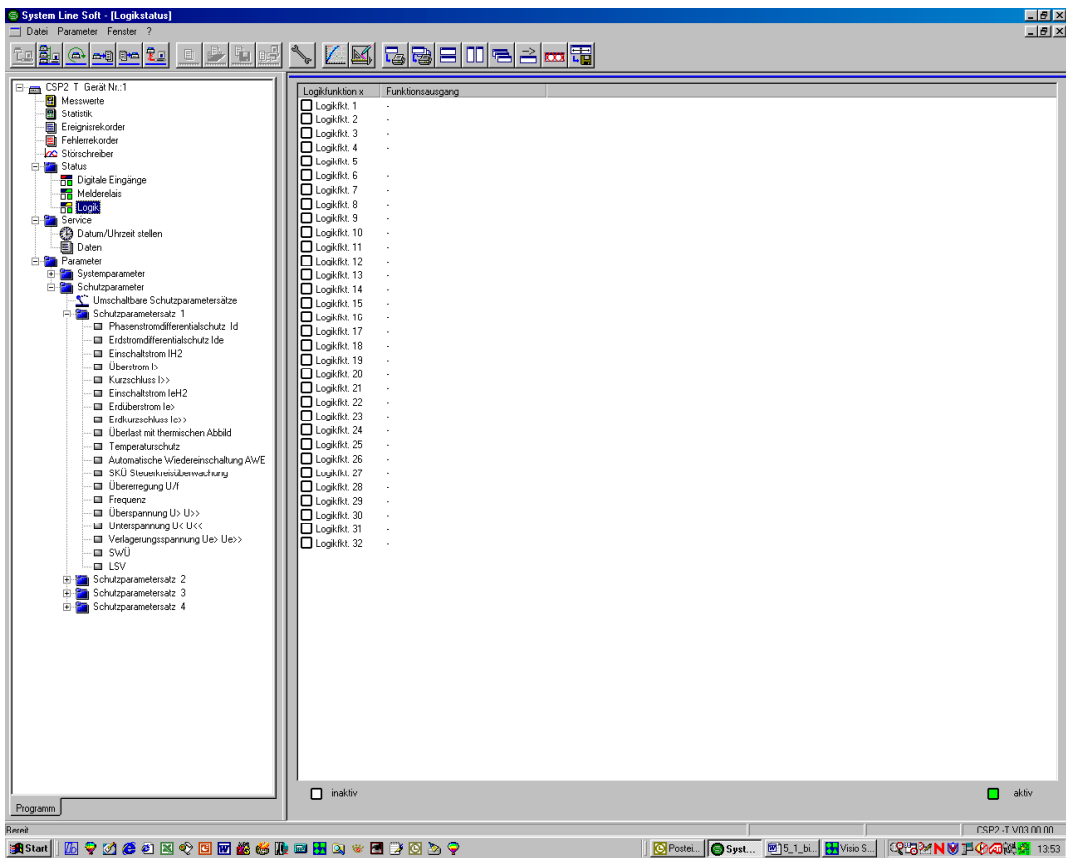 System Line Soft - [Logikstatus]
Datei Parameter Fenster ?
CSP2 T Gerät Nr.:1
Messwerte
Statistik
Ereignisrekorder
Fehlerrekorder
Störschreiber
Status
Digitale Eingänge
Melderelais
Logik
Service
Datum/Uhrzeit stellen
Daten
Parameter
Systemparameter
Schutzparameter
Umschaltbare Schutzparametersätze
Schutzparametersatz 1
Phasenstromdifferentialschutz Id
Erdstromdifferentialschutz Ide
Einschaltstrom IH2
Überstrom I>
Kurzschluss I>>
Einschaltstrom IeH2
Erdüberstrom Ie>
Erdkurzschluss Ie>>
Überlast mit thermischen Abbild
Temperaturschutz
Automatische Wiedereinschaltung AWE
SKÜ Steuerkreisüberwachung
Übererregung U/f
Frequenz
Überspannung U> U>>
Unterspannung U< U<<
Verlagerungsspannung Ue> Ue>>
SWÜ
LSV
Schutzparametersatz 2
Schutzparametersatz 3
Schutzparametersatz 4
Programm
Logikfunktion x Funktionsausgang
Logikfkt. 1 -
Logikfkt. 2 -
Logikfkt. 3 -
Logikfkt. 4 -
Logikfkt. 5
Logikfkt. 6 -
Logikfkt. 7 -
Logikfkt. 8 -
Logikfkt. 9 -
Logikfkt. 10 -
Logikfkt. 11 -
Logikfkt. 12 -
Logikfkt. 13 -
Logikfkt. 14 -
Logikfkt. 15 -
Logikfkt. 16 -
Logikfkt. 17 -
Logikfkt. 18 -
Logikfkt. 19 -
Logikfkt. 20 -
Logikfkt. 21 -
Logikfkt. 22 -
Logikfkt. 23 -
Logikfkt. 24 -
Logikfkt. 25 -
Logikfkt. 26 -
Logikfkt. 27 -
Logikfkt. 28 -
Logikfkt. 29 -
Logikfkt. 30 -
Logikfkt. 31 -
Logikfkt. 32 -
inaktiv aktiv
Bereit CSP2-T V03.00.00
Start Postei... Syst... 15_1_bi... Visio S... 13:53